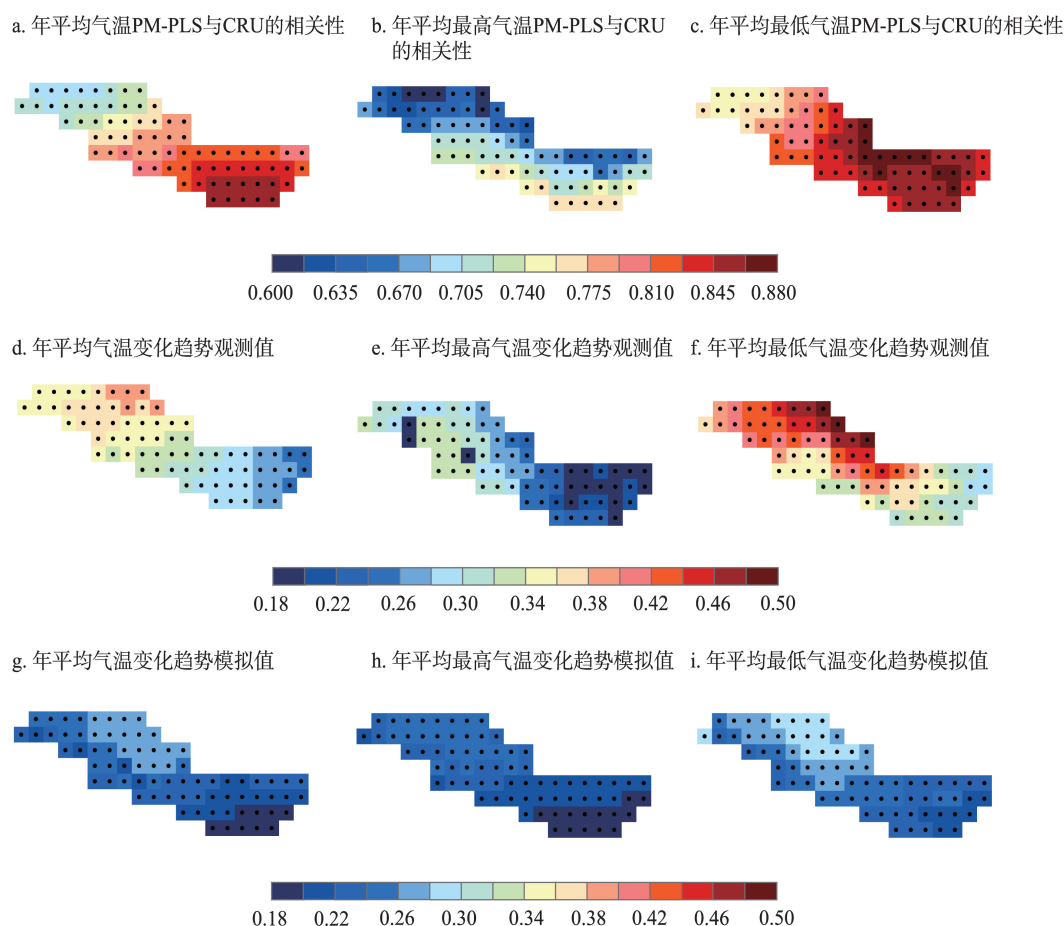 a. 年平均气温PM-PLS与CRU的相关性
b. 年平均最高气温PM-PLS与CRU
的相关性
c. 年平均最低气温PM-PLS与CRU的相关性
0.600 0.635 0.670 0.705 0.740 0.775 0.810 0.845 0.880
d. 年平均气温变化趋势观测值
e. 年平均最高气温变化趋势观测值
f. 年平均最低气温变化趋势观测值
0.18 0.22 0.26 0.30 0.34 0.38 0.42 0.46 0.50
g. 年平均气温变化趋势模拟值
h. 年平均最高气温变化趋势模拟值
i. 年平均最低气温变化趋势模拟值
0.18 0.22 0.26 0.30 0.34 0.38 0.42 0.46 0.50